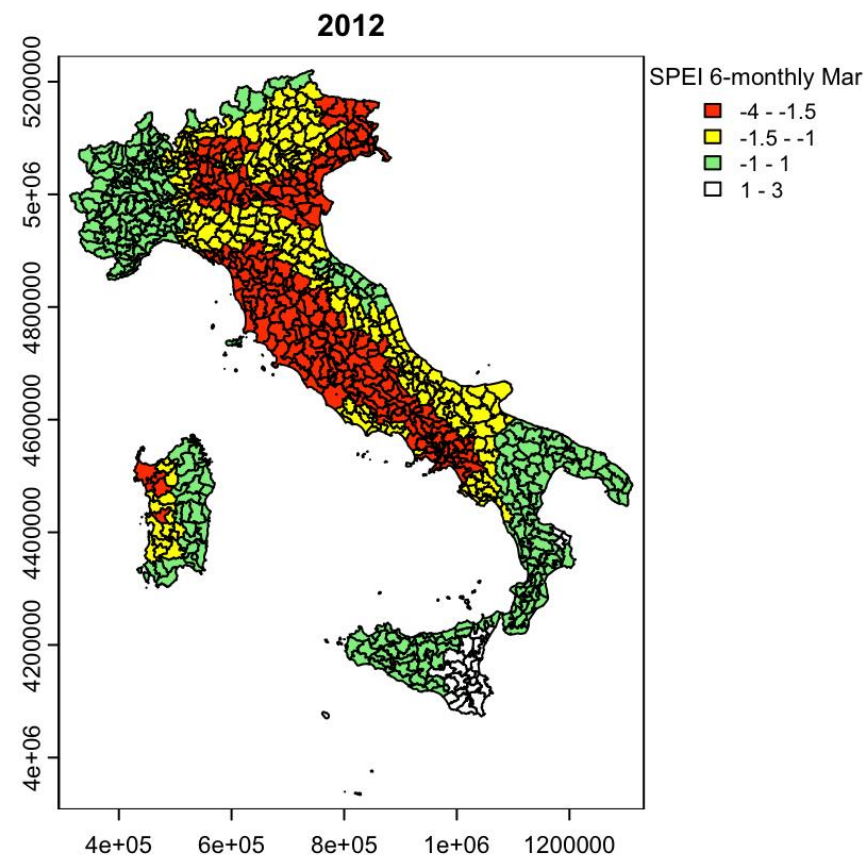 2012
SPEI 6-monthly Mar
-4 - -1.5
-1.5 - -1
-1 - 1
1 - 3
5200000
5e+06
4800000
4600000
4400000
4200000
4e+06
4e+05 6e+05 8e+05 1e+06 1200000